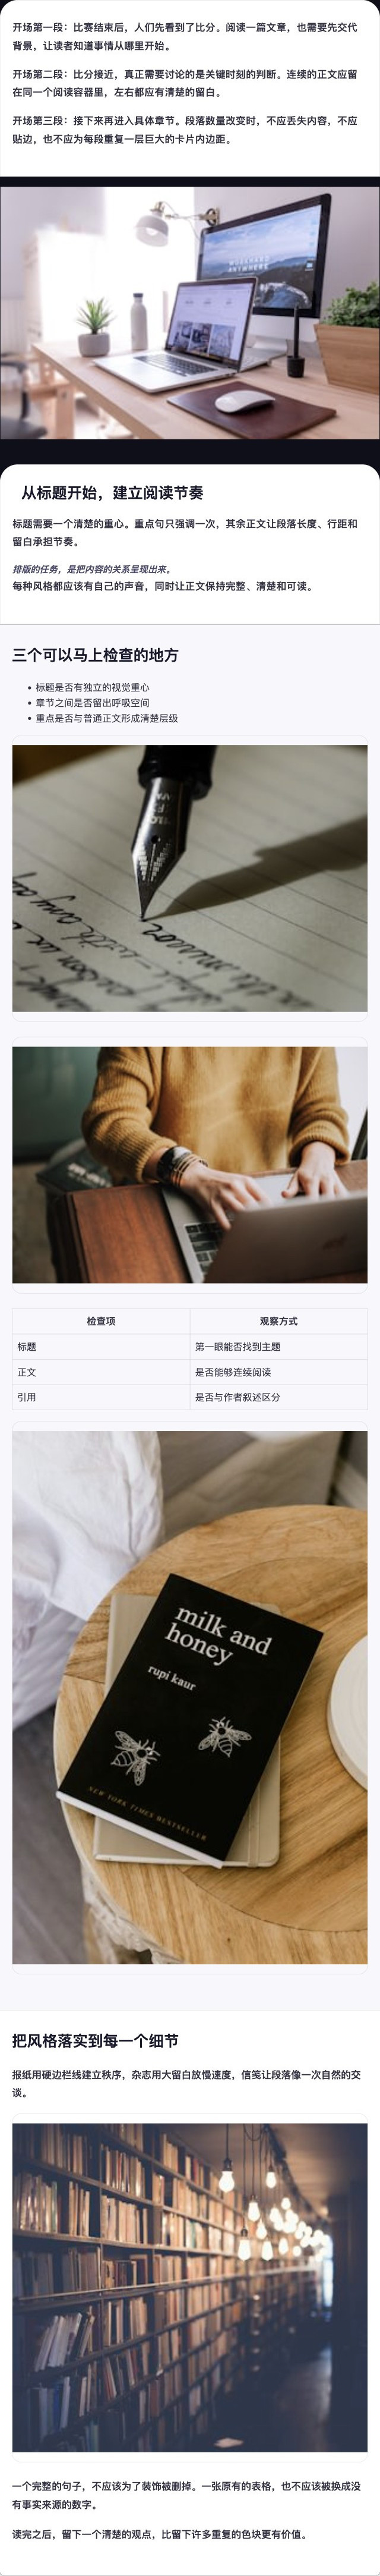 开场第一段：比赛结束后，人们先看到了比分。阅读一篇文章，也需要先交代
背景，让读者知道事情从哪里开始。
开场第二段：比分接近，真正需要讨论的是关键时刻的判断。连续的正文应留
在同一个阅读容器里，左右都应有清楚的留白。
开场第三段：接下来再进入具体章节。段落数量改变时，不应丢失内容，不应
贴边，也不应为每段重复一层巨大的卡片内边距。
从标题开始，建立阅读节奏
标题需要一个清楚的重心。重点句只强调一次，其余正文让段落长度、行距和
留白承担节奏。
排版的任务，是把内容的关系呈现出来。
每种风格都应该有自己的声音，同时让正文保持完整、清楚和可读。
三个可以马上检查的地方
• 标题是否有独立的视觉重心
• 章节之间是否留出呼吸空间
• 重点是否与普通正文形成清楚层级
检查项 观察方式
标题 第一眼能否找到主题
正文 是否能够连续阅读
引用 是否与作者叙述区分
milk and
honey
rupi kaur
NEW YORK TIMES BESTSELLER
把风格落实到每一个细节
报纸用硬边栏线建立秩序，杂志用大留白放慢速度，信笺让段落像一次自然的交
谈。
一个完整的句子，不应该为了装饰被删掉。一张原有的表格，也不应该被换成没
有事实来源的数字。
读完之后，留下一个清楚的观点，比留下许多重复的色块更有价值。